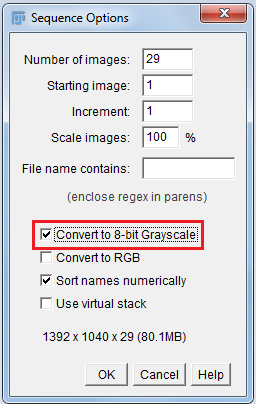 Sequence Options
Number of images: 29
Starting image: 1
Increment: 1
Scale images: 100 %
File name contains:
(enclose regex in parens)
Convert to 8-bit Grayscale
Convert to RGB
Sort names numerically
Use virtual stack
1392 x 1040 x 29 (80.1MB)
OK Cancel Help